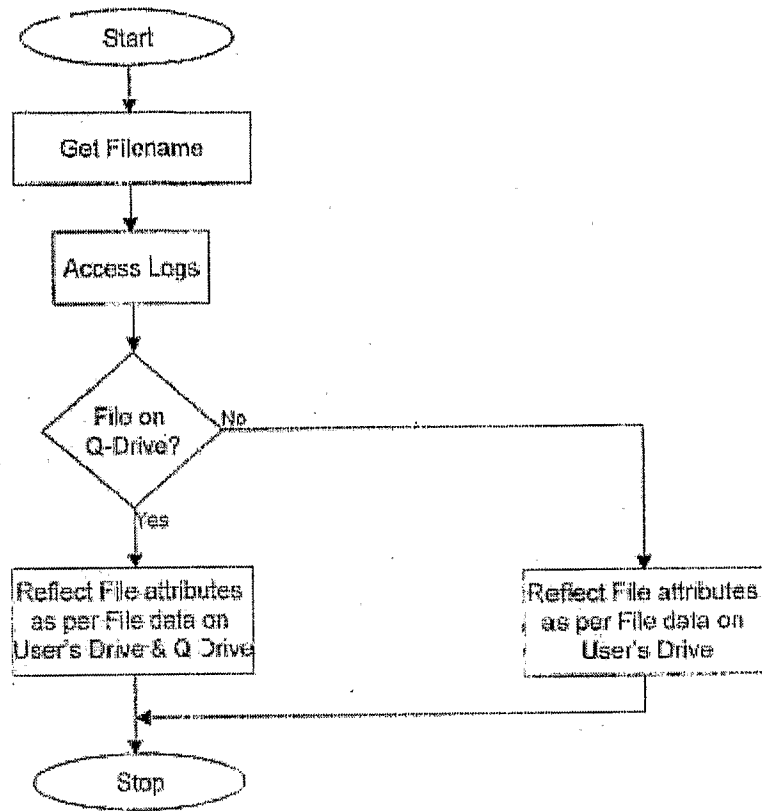 Start
Get Filename
Access Logs
File on
Q-Drive?
No
Yes
Reflect File attributes
as per File data on
User's Drive & Q Drive
Reflect File attributes
as per File data on
User's Drive
Stop